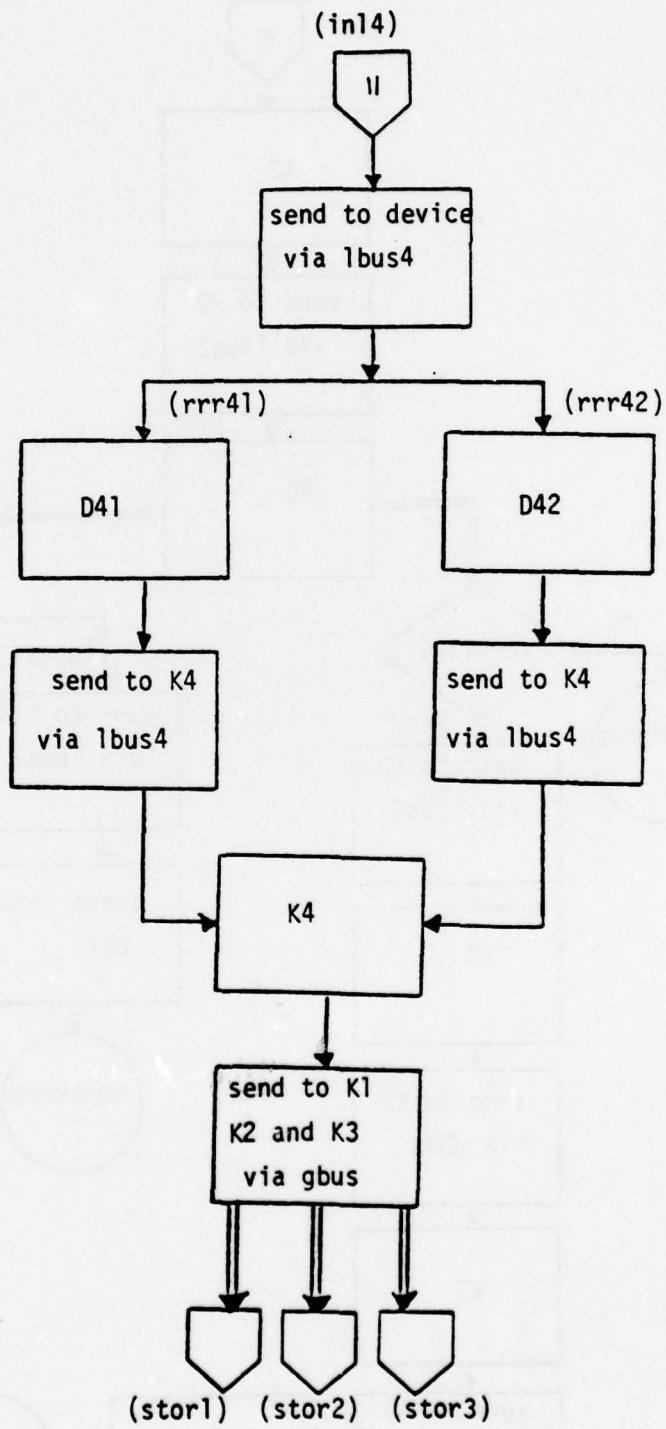 (inl4)
11
send to device
via lbus4
(rrr41)
(rrr42)
D41
D42
send to K4
via lbus4
send to K4
via lbus4
K4
send to K1
K2 and K3
via gbus
(stor1) (stor2) (stor3)